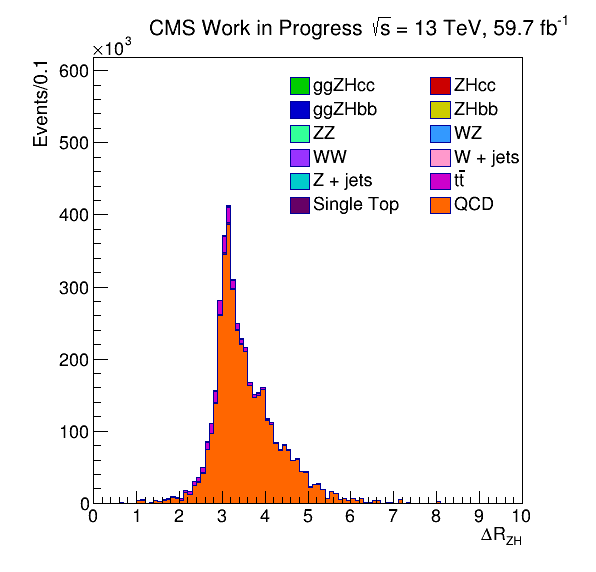 CMS Work in Progress √s = 13 TeV, 59.7 fb⁻¹
×10³
Events/0.1
600
500
400
300
200
100
0
ggZHcc ZHcc
ggZHbb ZHbb
ZZ WZ
WW W + jets
Z + jets tt̄
Single Top QCD
0 1 2 3 4 5 6 7 8 9 10
ΔR_ZH